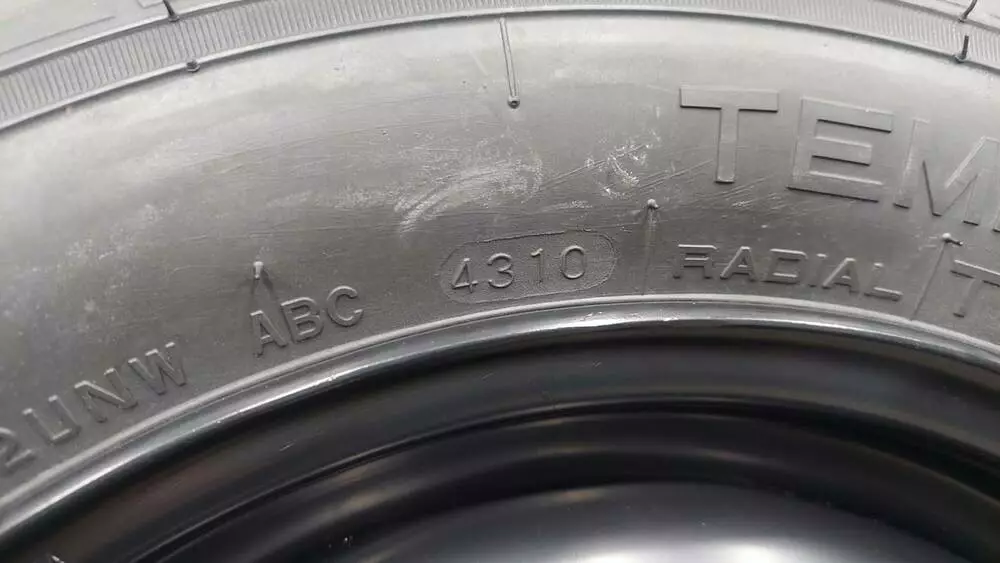 TEM
2UNW ABC 4310 RADIAL T